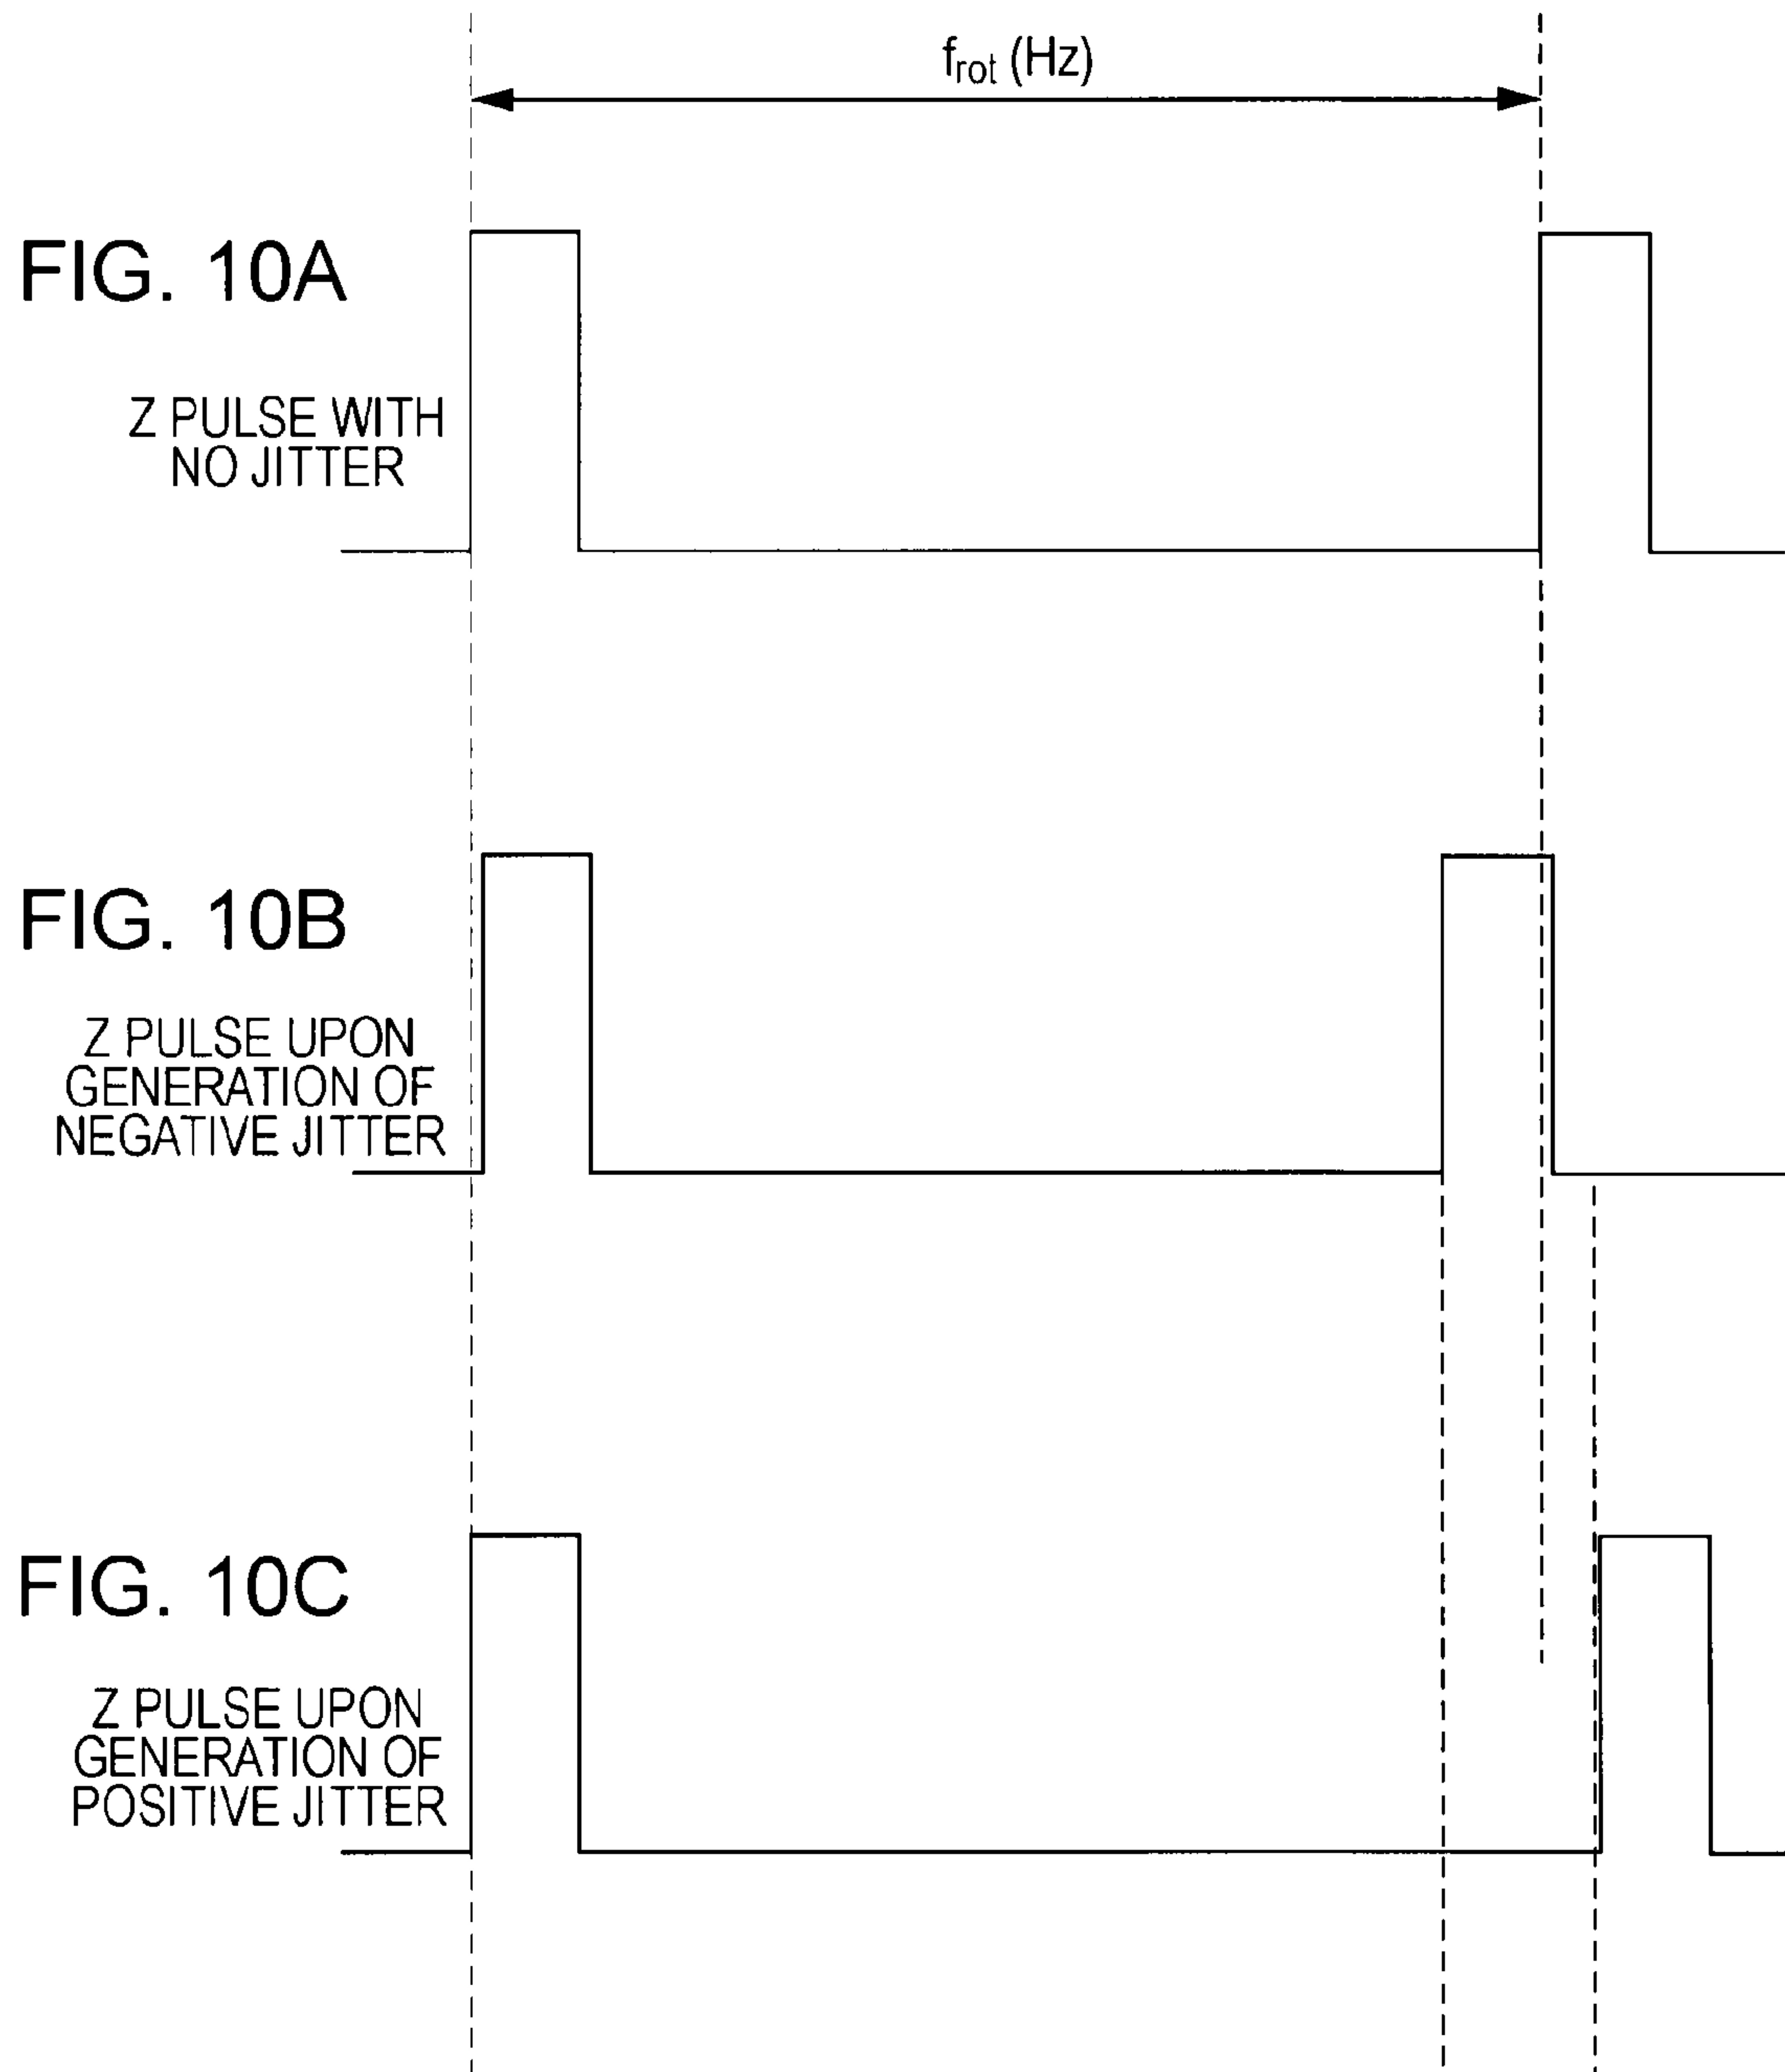 f_rot (Hz)
FIG. 10A
Z PULSE WITH
NO JITTER
FIG. 10B
Z PULSE UPON
GENERATION OF
NEGATIVE JITTER
FIG. 10C
Z PULSE UPON
GENERATION OF
POSITIVE JITTER